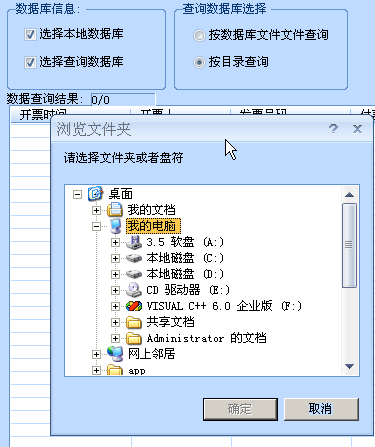 数据库信息:
查询数据库选择
选择本地数据库
按数据库文件文件查询
选择查询数据库
按目录查询
数据查询结果: 0/0
开票时间 开票人 发票号码
浏览文件夹
请选择文件夹或者盘符
桌面
我的文档
我的电脑
3.5 软盘 (A:)
本地磁盘 (C:)
本地磁盘 (D:)
CD 驱动器 (E:)
VISUAL C++ 6.0 企业版 (F:)
共享文档
Administrator 的文档
网上邻居
app
确定 取消